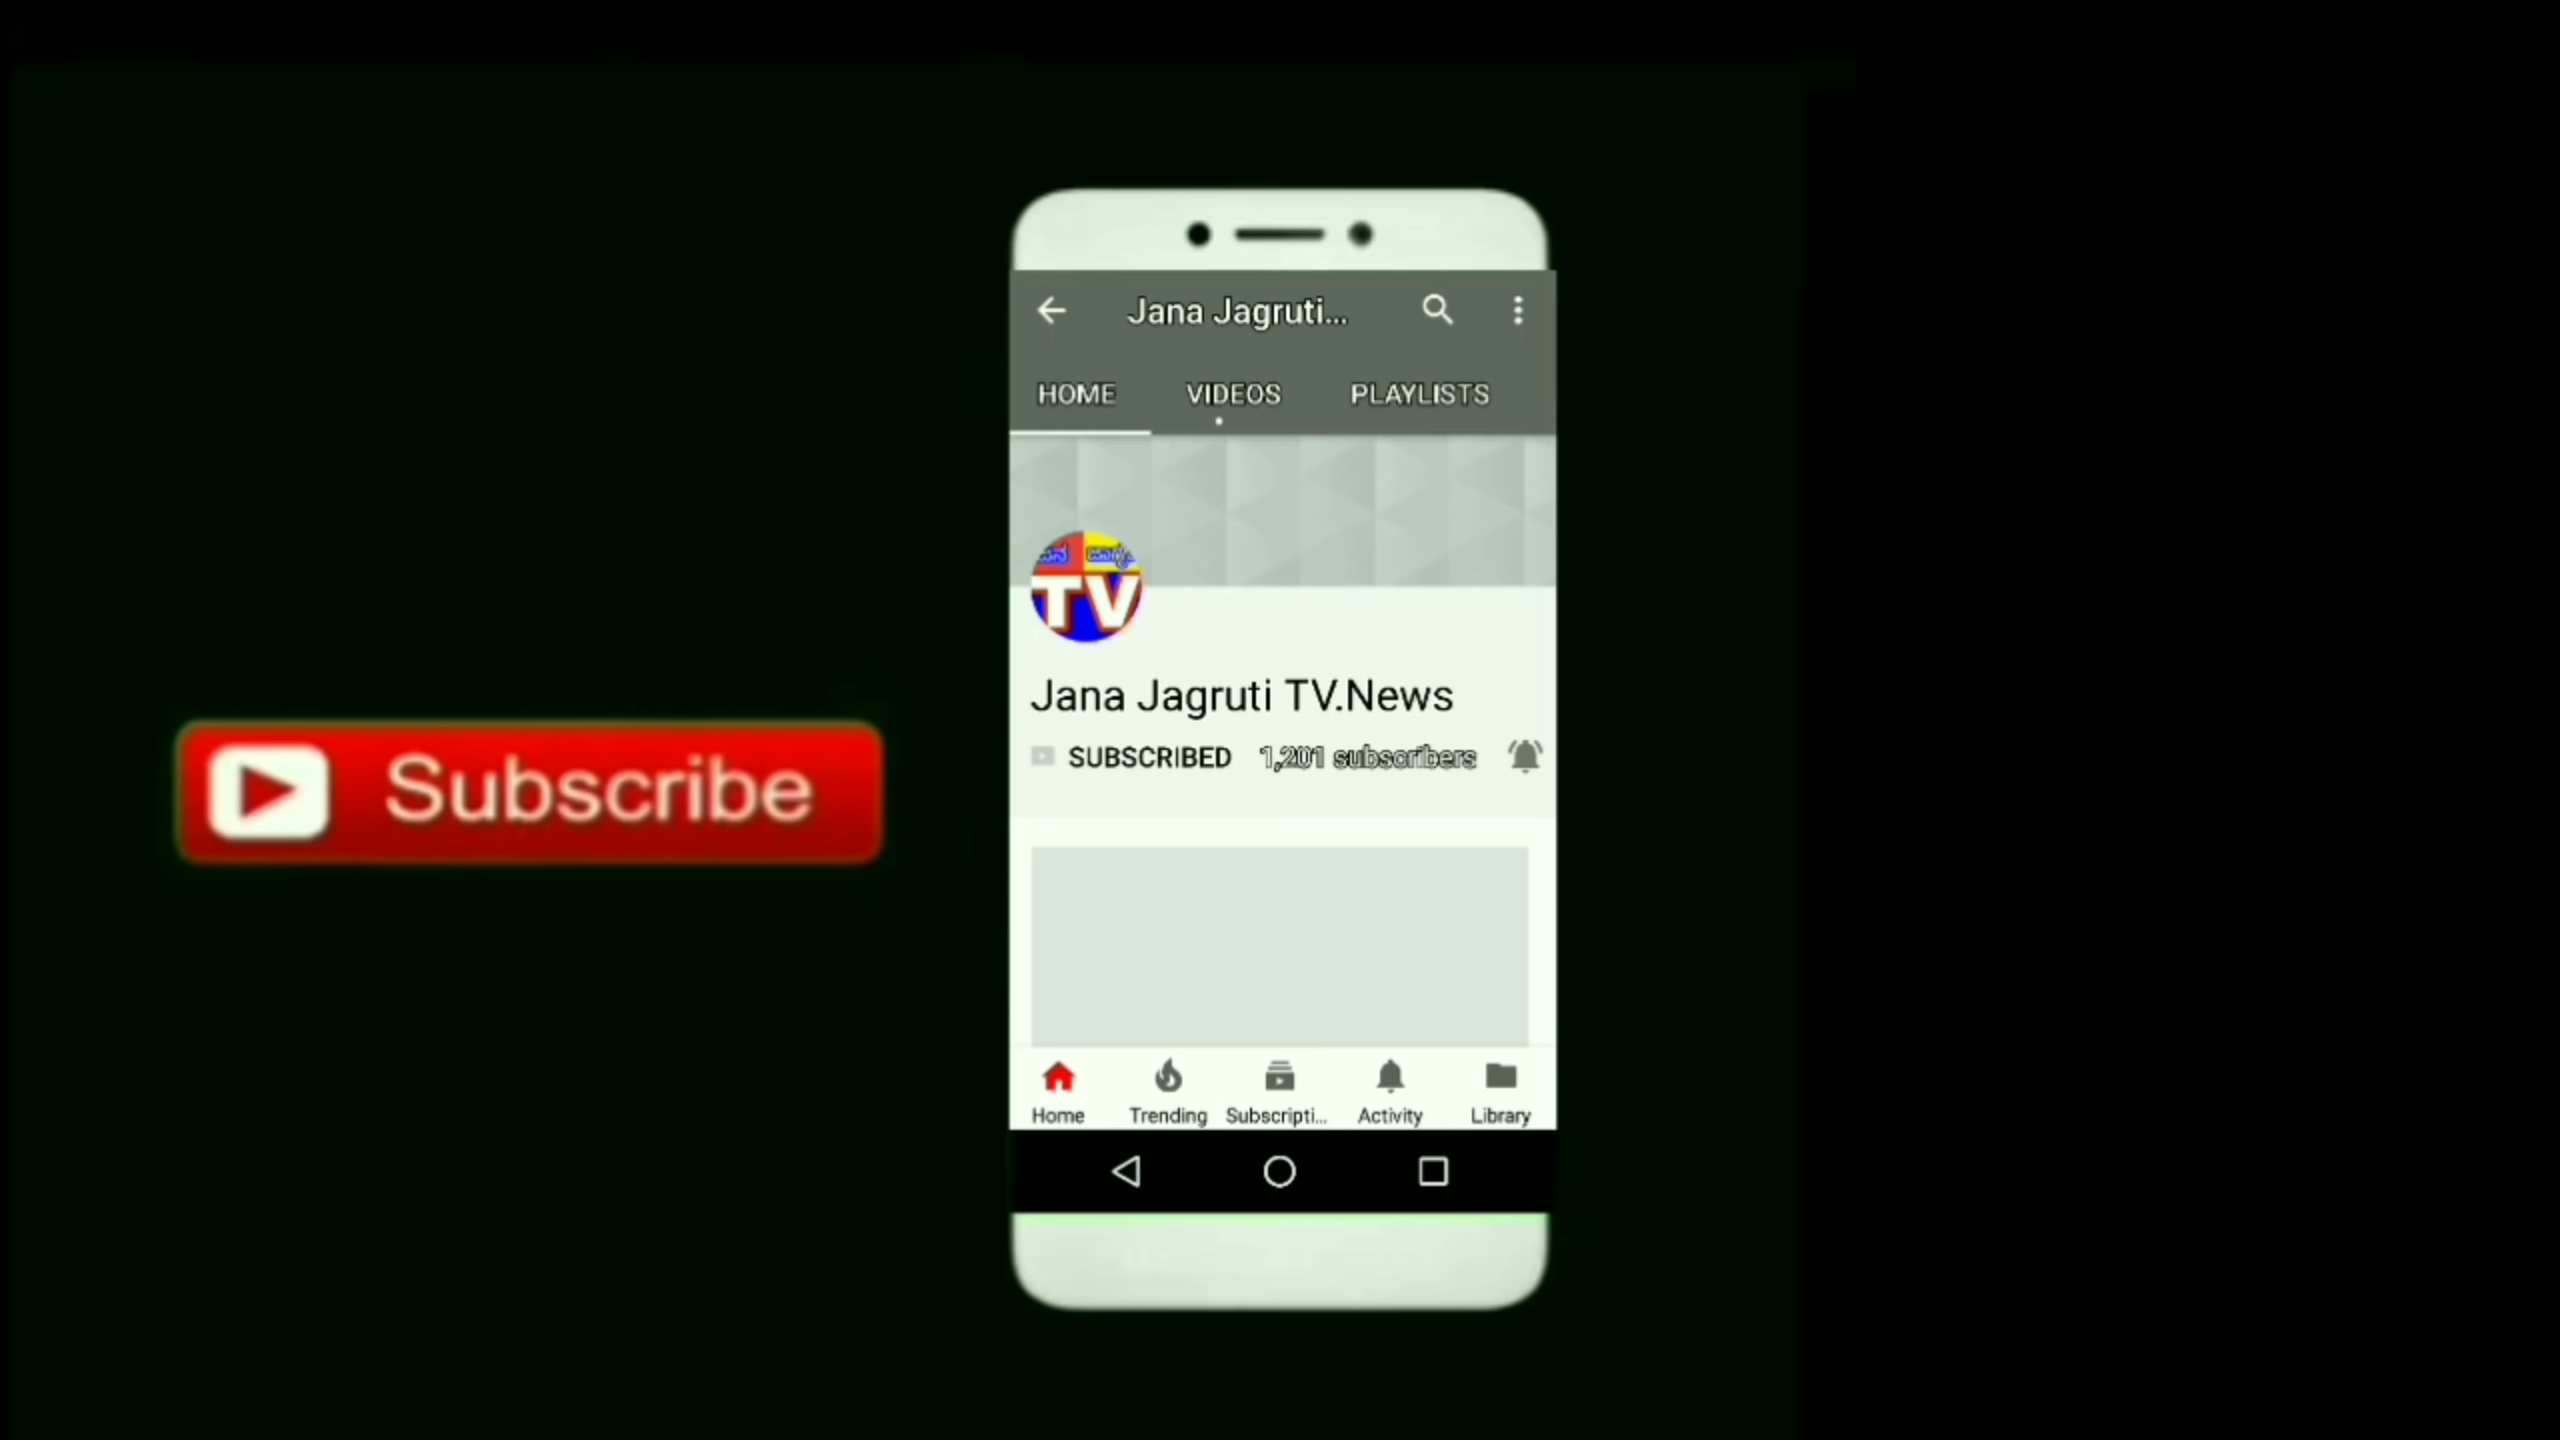 Jana Jagruti...
HOME VIDEOS PLAYLISTS
TV
Jana Jagruti TV.News
SUBSCRIBED 1,201 subscribers
Subscribe
Home Trending Subscripti... Activity Library